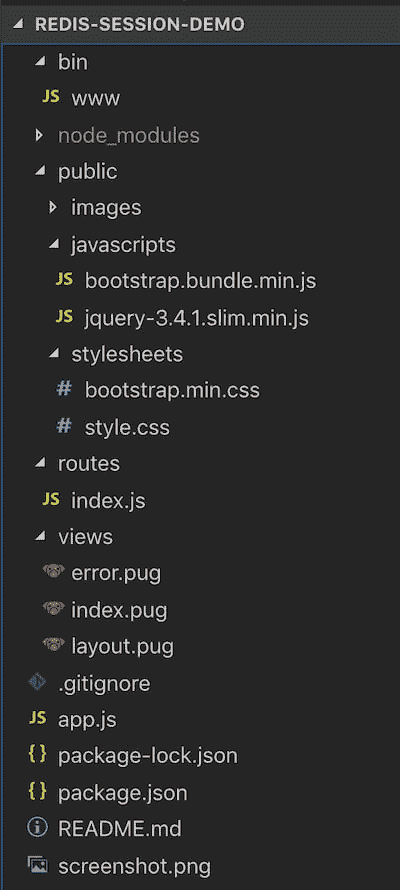 REDIS-SESSION-DEMO
bin
JS www
node_modules
public
images
javascripts
JS bootstrap.bundle.min.js
JS jquery-3.4.1.slim.min.js
stylesheets
# bootstrap.min.css
# style.css
routes
JS index.js
views
error.pug
index.pug
layout.pug
.gitignore
JS app.js
{} package-lock.json
{} package.json
README.md
screenshot.png